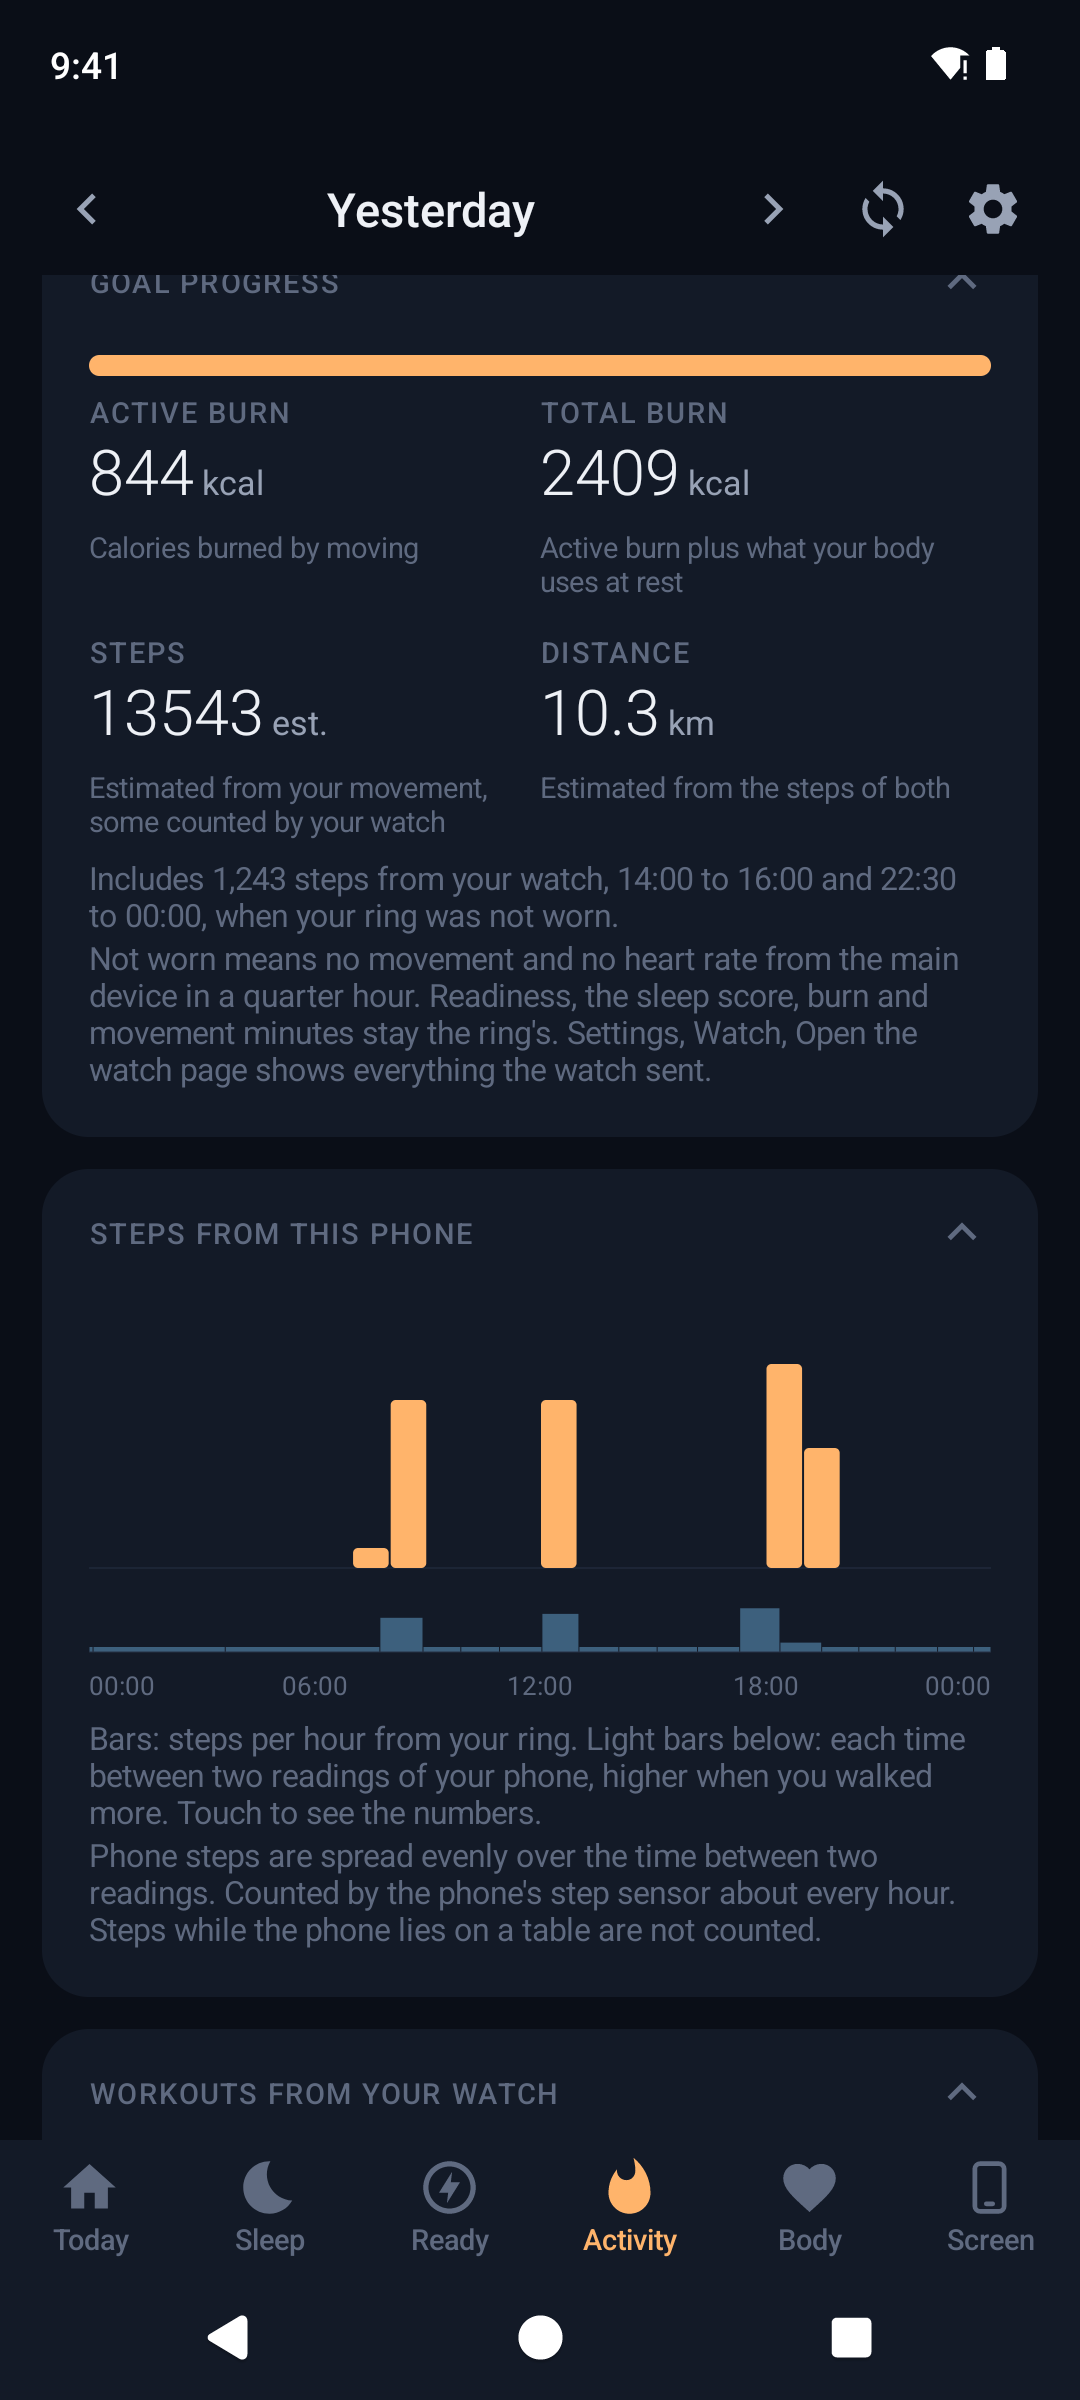 9:41
Yesterday
GOAL PROGRESS
ACTIVE BURN
844 kcal
Calories burned by moving
TOTAL BURN
2409 kcal
Active burn plus what your body
uses at rest
STEPS
13543 est.
Estimated from your movement,
some counted by your watch
DISTANCE
10.3 km
Estimated from the steps of both
Includes 1,243 steps from your watch, 14:00 to 16:00 and 22:30
to 00:00, when your ring was not worn.
Not worn means no movement and no heart rate from the main
device in a quarter hour. Readiness, the sleep score, burn and
movement minutes stay the ring's. Settings, Watch, Open the
watch page shows everything the watch sent.
STEPS FROM THIS PHONE
00:00 06:00 12:00 18:00 00:00
Bars: steps per hour from your ring. Light bars below: each time
between two readings of your phone, higher when you walked
more. Touch to see the numbers.
Phone steps are spread evenly over the time between two
readings. Counted by the phone's step sensor about every hour.
Steps while the phone lies on a table are not counted.
WORKOUTS FROM YOUR WATCH
Today Sleep Ready Activity Body Screen